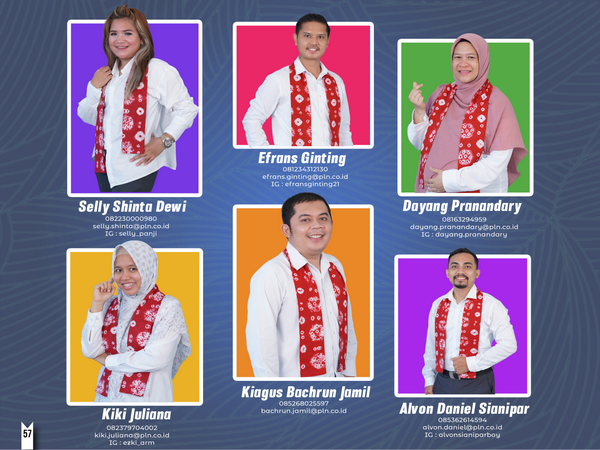 Selly Shinta Dewi
082230000980
selly.shinta@pln.co.id
IG : selly_panji
Efrans Ginting
081234312130
efrans.ginting@pln.co.id
IG : efransginting21
Dayang Pranandary
08163294959
dayang.pranandary@pln.co.id
IG : dayang.pranandary
Kiki Juliana
082379704002
kiki.juliana@pln.co.id
IG : ezki_arm
Kiagus Bachrun Jamil
085268025597
bachrun.jamil@pln.co.id
Alvon Daniel Sianipar
085362614594
alvon.daniel@pln.co.id
IG : alvonsianiparboy
57